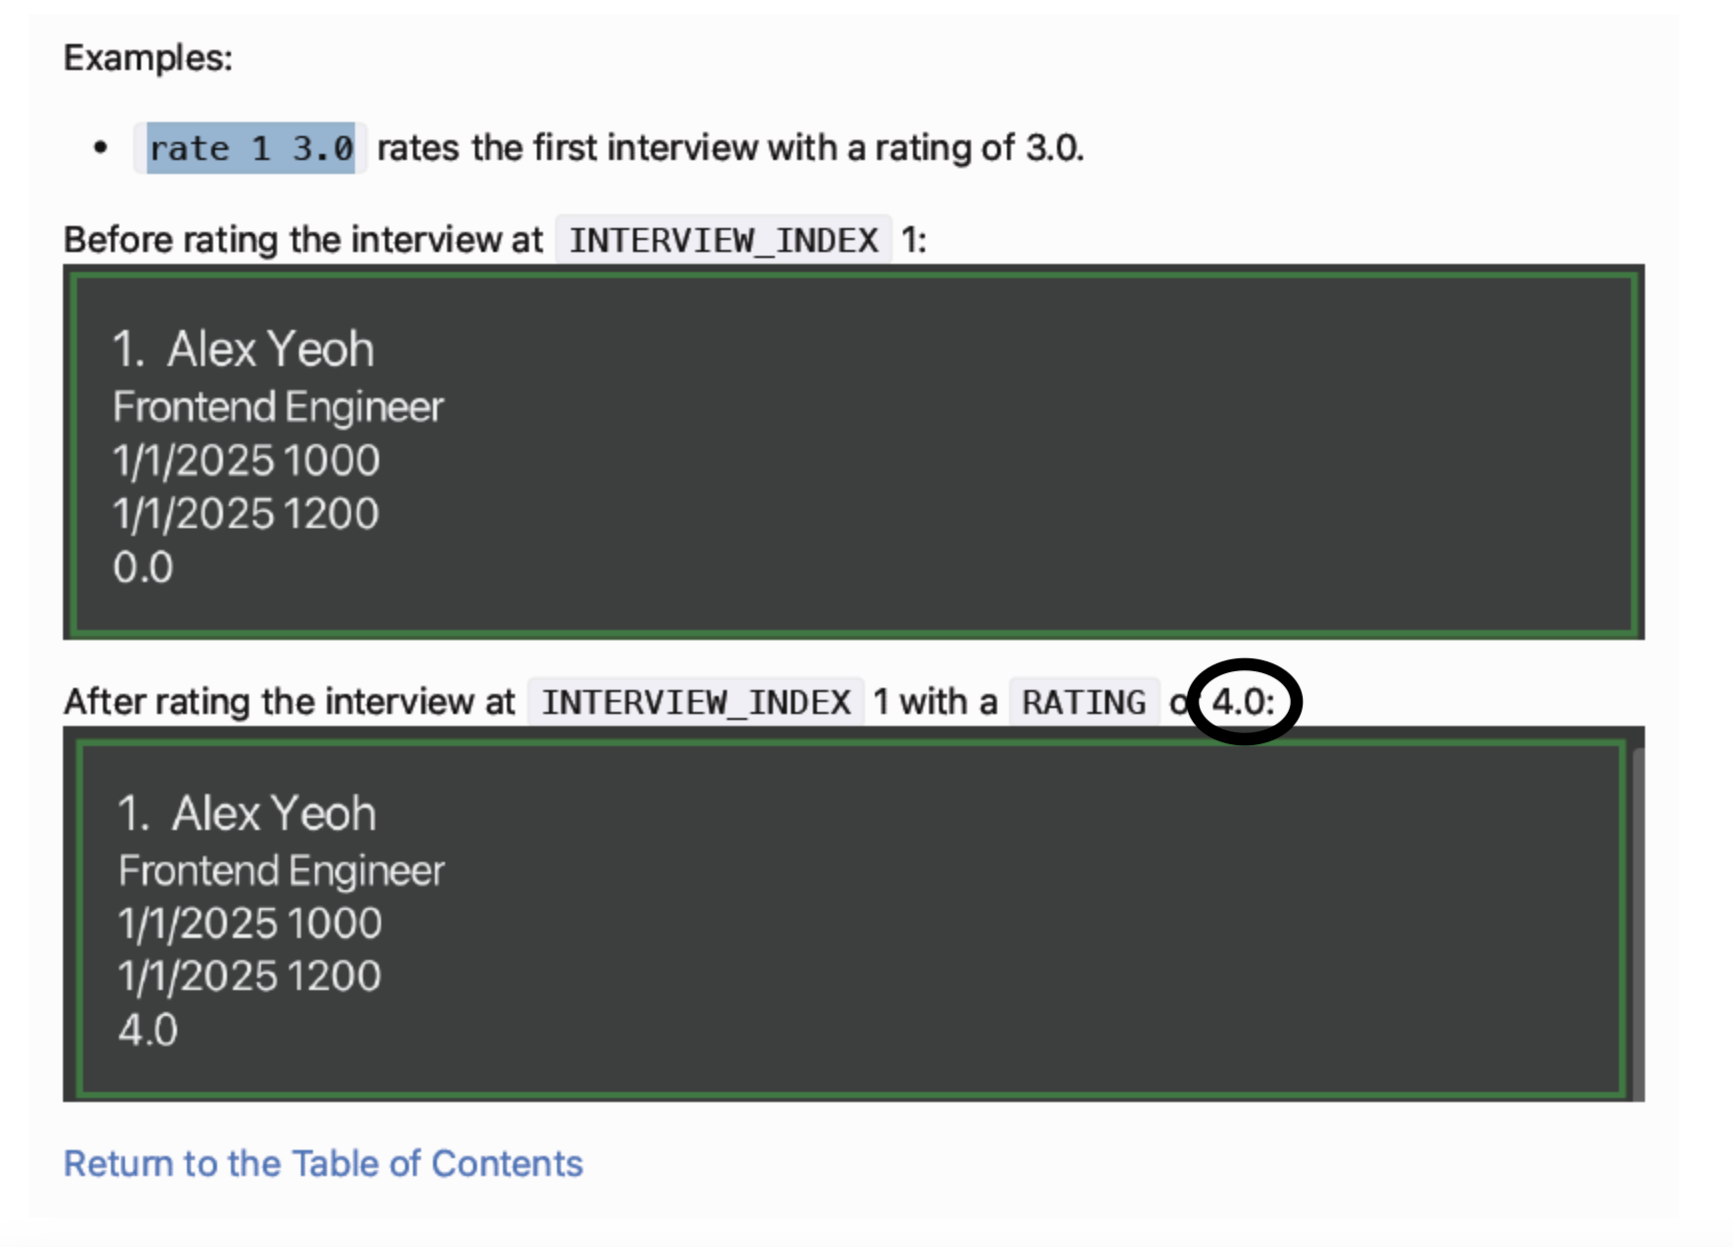 Examples:
• rate 1 3.0 rates the first interview with a rating of 3.0.
Before rating the interview at INTERVIEW_INDEX 1:
1. Alex Yeoh
Frontend Engineer
1/1/2025 1000
1/1/2025 1200
0.0
After rating the interview at INTERVIEW_INDEX 1 with a RATING of 4.0:
1. Alex Yeoh
Frontend Engineer
1/1/2025 1000
1/1/2025 1200
4.0
Return to the Table of Contents